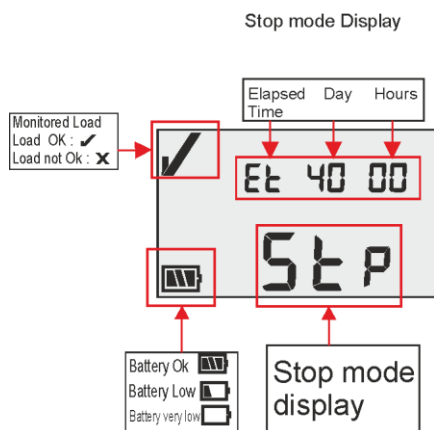 Stop mode Display
Elapsed Day Hours
Time
Monitored Load
Load OK : ✓
Load not Ok : X
Et 40 00
Stp
Battery Ok
Battery Low
Battery very low
Stop mode
display